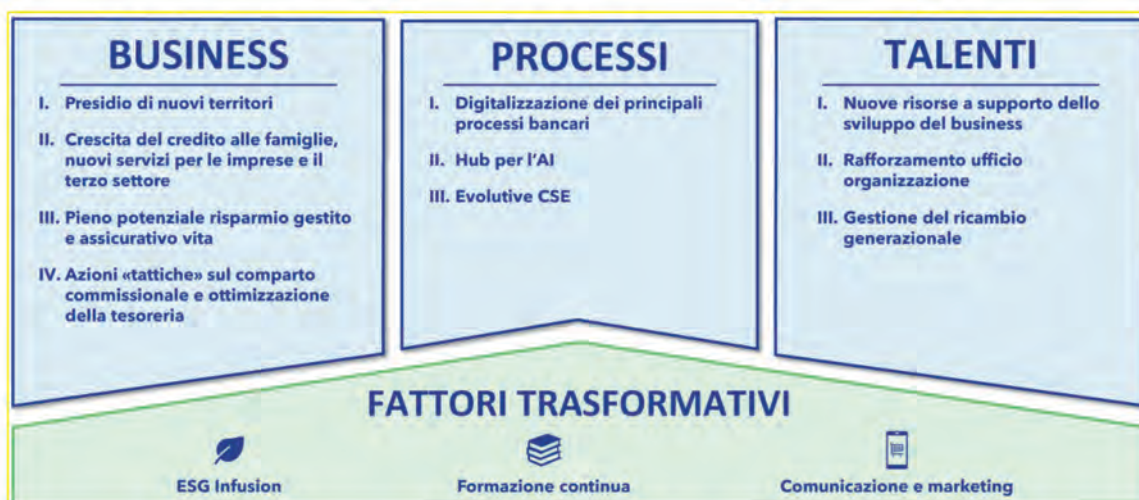 BUSINESS
I. Presidio di nuovi territori
II. Crescita del credito alle famiglie,
nuovi servizi per le imprese e il
terzo settore
III. Pieno potenziale risparmio gestito
e assicurativo vita
IV. Azioni «tattiche» sul comparto
commissionale e ottimizzazione
della tesoreria
PROCESSI
I. Digitalizzazione dei principali
processi bancari
II. Hub per l'AI
III. Evolutive CSE
TALENTI
I. Nuove risorse a supporto dello
sviluppo del business
II. Rafforzamento ufficio
organizzazione
III. Gestione del ricambio
generazionale
FATTORI TRASFORMATIVI
ESG Infusion
Formazione continua
Comunicazione e marketing